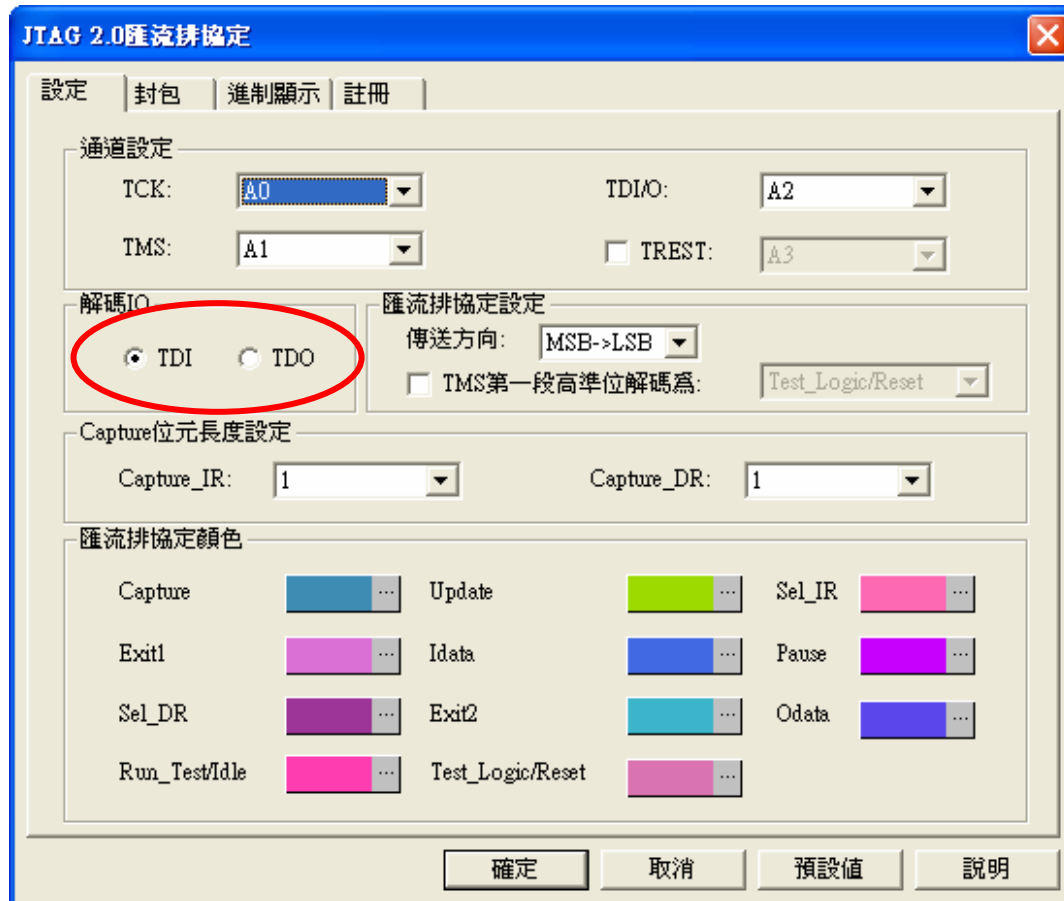 JTAG 2.0匯流排協定
設定 封包 進制顯示 註冊
通道設定
TCK: A0 TDI/O: A2
TMS: A1 TREST: A3
解碼IO 匯流排協定設定
傳送方向: MSB->LSB
TDI TDO
TMS第一段高準位解碼爲: Test_Logic/Reset
Capture位元長度設定
Capture_IR: 1 Capture_DR: 1
匯流排協定顏色
Capture ... Update ... Sel_IR ...
Exit1 ... Idata ... Pause ...
Sel_DR ... Exit2 ... Odata ...
Run_Test/Idle ... Test_Logic/Reset ...
確定 取消 預設值 說明